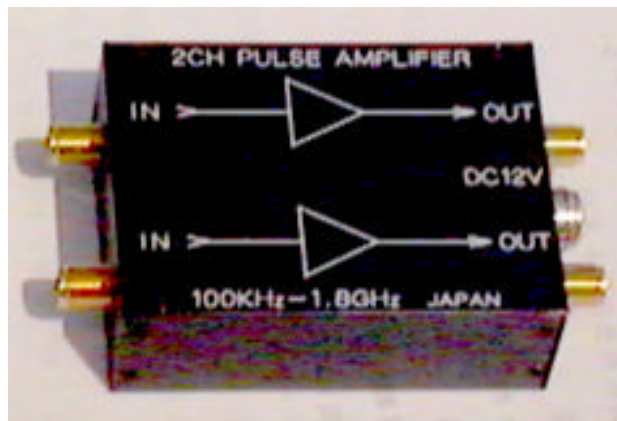 2CH PULSE AMPLIFIER
IN OUT
DC12V
IN OUT
100KHz-1.8GHz JAPAN